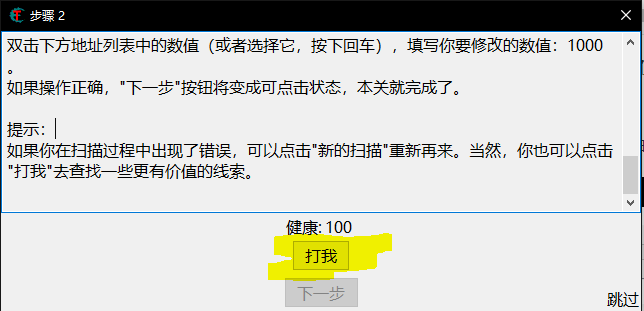 步骤 2
双击下方地址列表中的数值（或者选择它，按下回车），填写你要修改的数值：1000
。
如果操作正确，"下一步"按钮将变成可点击状态，本关就完成了。
提示：
如果你在扫描过程中出现了错误，可以点击"新的扫描"重新再来。当然，你也可以点击
"打我"去查找一些更有价值的线索。
健康: 100
打我
下一步
跳过